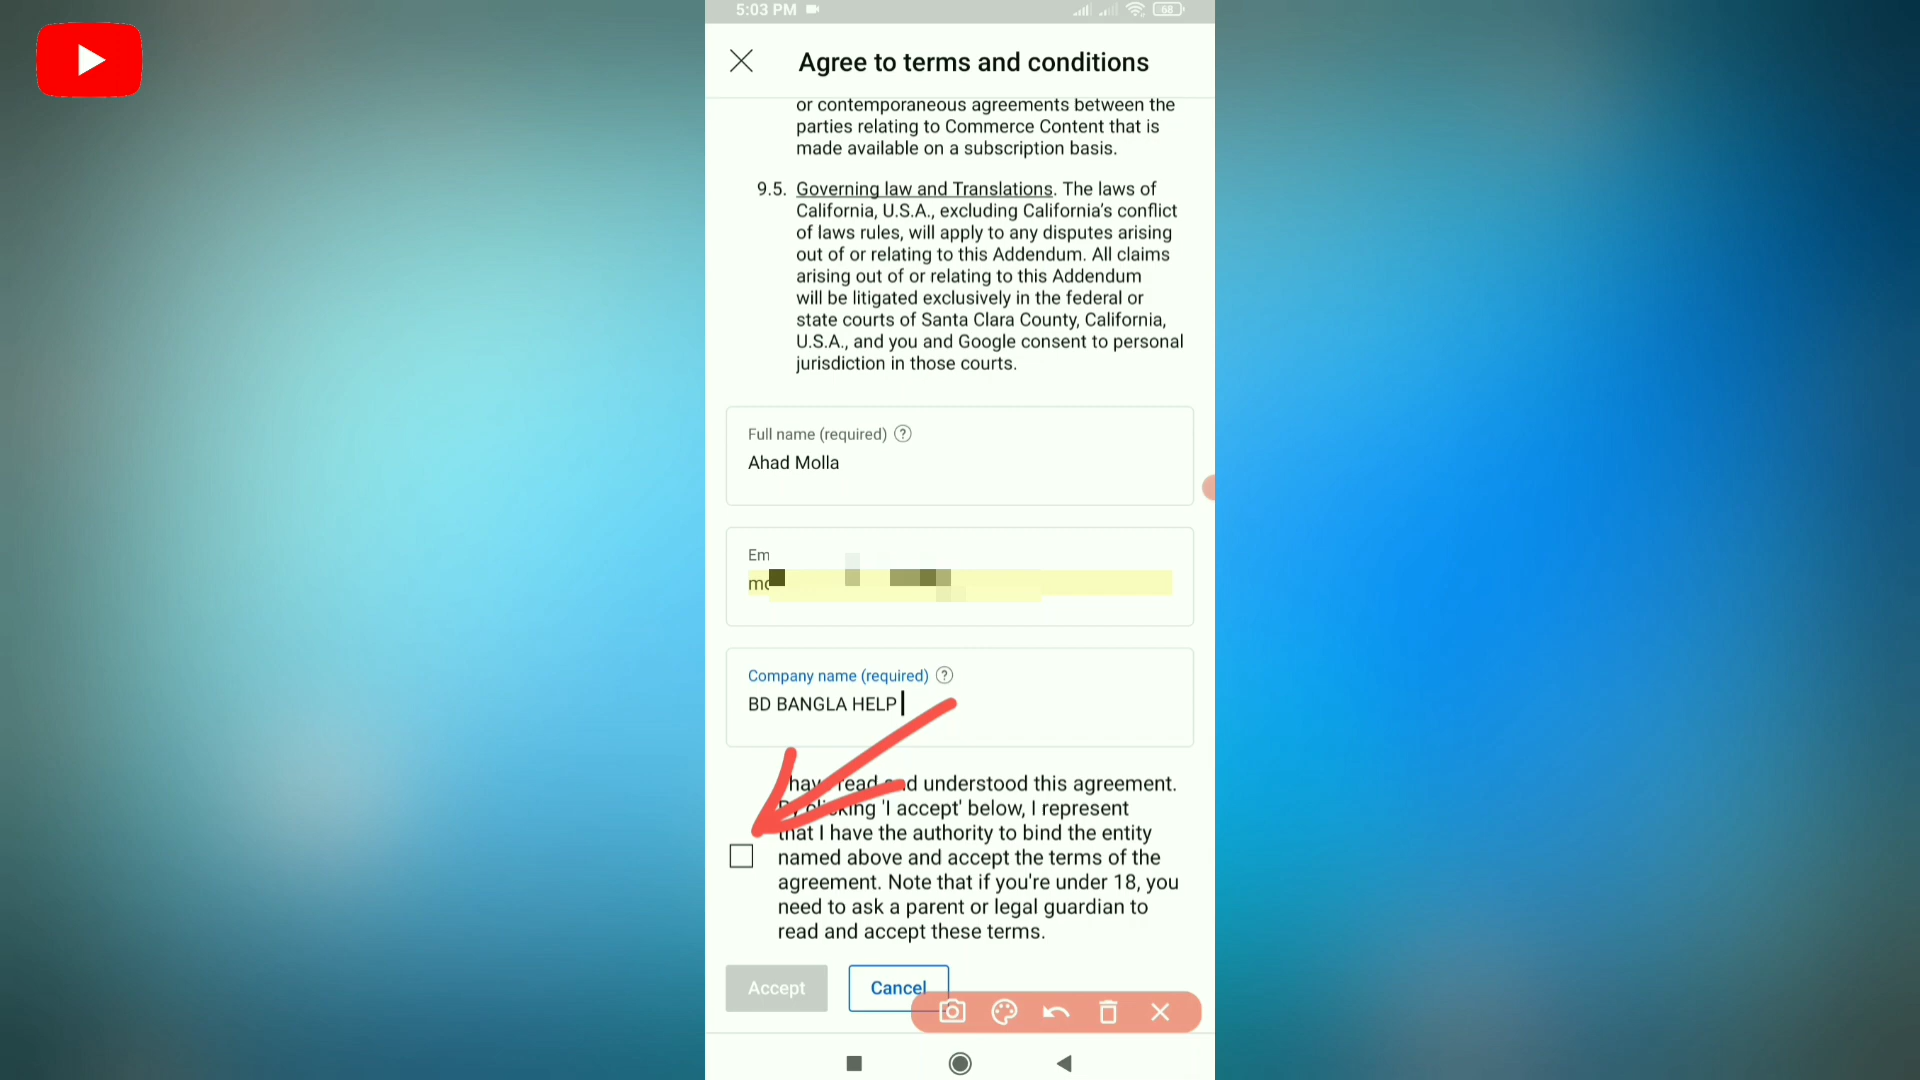 5:03 PM
68
Agree to terms and conditions
or contemporaneous agreements between the
parties relating to Commerce Content that is
made available on a subscription basis.
9.5. Governing law and Translations. The laws of
California, U.S.A., excluding California's conflict
of laws rules, will apply to any disputes arising
out of or relating to this Addendum. All claims
arising out of or relating to this Addendum
will be litigated exclusively in the federal or
state courts of Santa Clara County, California,
U.S.A., and you and Google consent to personal
jurisdiction in those courts.
Full name (required) ?
Ahad Molla
Em
Company name (required) ?
BD BANGLA HELP
have read and understood this agreement.
By clicking 'I accept' below, I represent
that I have the authority to bind the entity
named above and accept the terms of the
agreement. Note that if you're under 18, you
need to ask a parent or legal guardian to
read and accept these terms.
Accept
Cancel